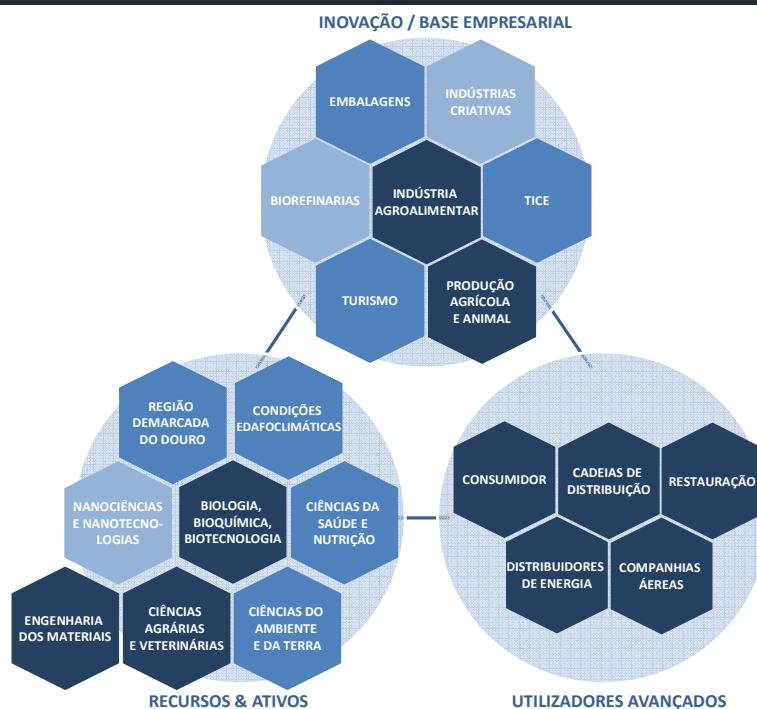 INOVAÇÃO / BASE EMPRESARIAL
EMBALAGENS
INDÚSTRIAS
CRIATIVAS
BIOREFINARIAS
INDÚSTRIA
AGROALIMENTAR
TICE
TURISMO
PRODUÇÃO
AGRÍCOLA
E ANIMAL
REGIÃO
DEMARCADA
DO DOURO
CONDIÇÕES
EDAFOCLIMÁTICAS
NANOCIÊNCIAS
E NANOTECNO-
LOGIAS
BIOLOGIA,
BIOQUÍMICA,
BIOTECNOLOGIA
CIÊNCIAS DA
SAÚDE E
NUTRIÇÃO
ENGENHARIA
DOS MATERIAIS
CIÊNCIAS
AGRÁRIAS
E VETERINÁRIAS
CIÊNCIAS DO
AMBIENTE
E DA TERRA
RECURSOS & ATIVOS
CONSUMIDOR
CADEIAS DE
DISTRIBUIÇÃO
RESTAURAÇÃO
DISTRIBUIDORES
DE ENERGIA
COMPANHIAS
ÁEREAS
UTILIZADORES AVANÇADOS